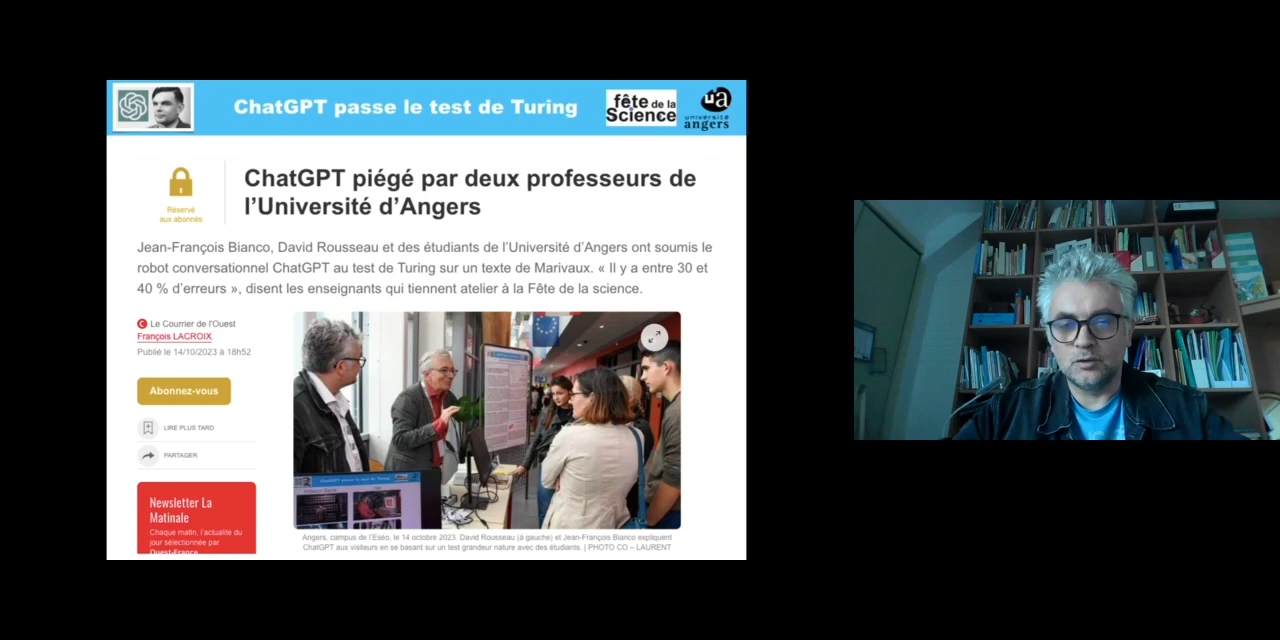 ChatGPT passe le test de Turing
fête de la
Science
ua
université
angers
Réservé
aux abonnés
ChatGPT piégé par deux professeurs de
l’Université d’Angers
Jean-François Bianco, David Rousseau et des étudiants de l’Université d’Angers ont soumis le
robot conversationnel ChatGPT au test de Turing sur un texte de Marivaux. « Il y a entre 30 et
40 % d’erreurs », disent les enseignants qui tiennent atelier à la Fête de la science.
C Le Courrier de l'Ouest
François LACROIX.
Publié le 14/10/2023 à 18h52
Abonnez-vous
LIRE PLUS TARD
PARTAGER
Newsletter La
Matinale
Chaque matin, l'actualité du
jour sélectionnée par
Ouest-France
ChatGPT passe le test de Turing
Angers, campus de l’Eséo, le 14 octobre 2023. David Rousseau (à gauche) et Jean-François Bianco expliquent
ChatGPT aux visiteurs en se basant sur un test grandeur nature avec des étudiants. | PHOTO CO – LAURENT